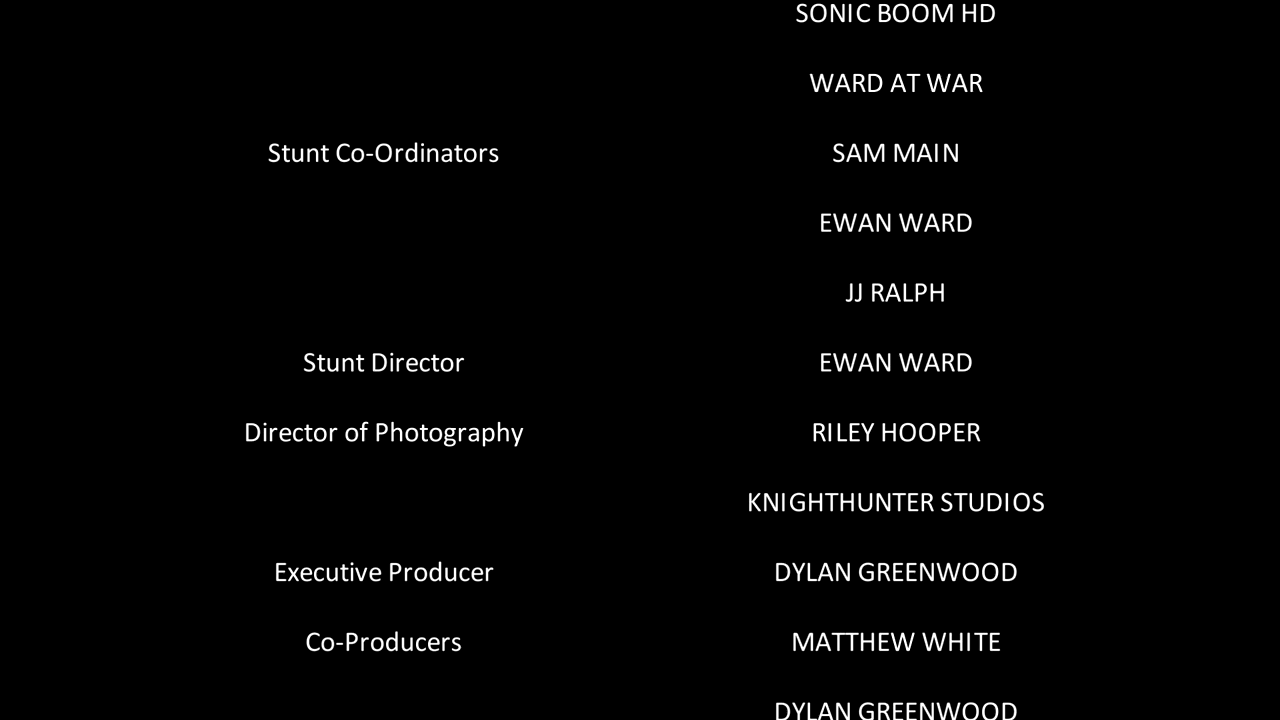 SONIC BOOM HD
WARD AT WAR
Stunt Co-Ordinators SAM MAIN
EWAN WARD
JJ RALPH
Stunt Director EWAN WARD
Director of Photography RILEY HOOPER
KNIGHTHUNTER STUDIOS
Executive Producer DYLAN GREENWOOD
Co-Producers MATTHEW WHITE
DYLAN GREENWOOD